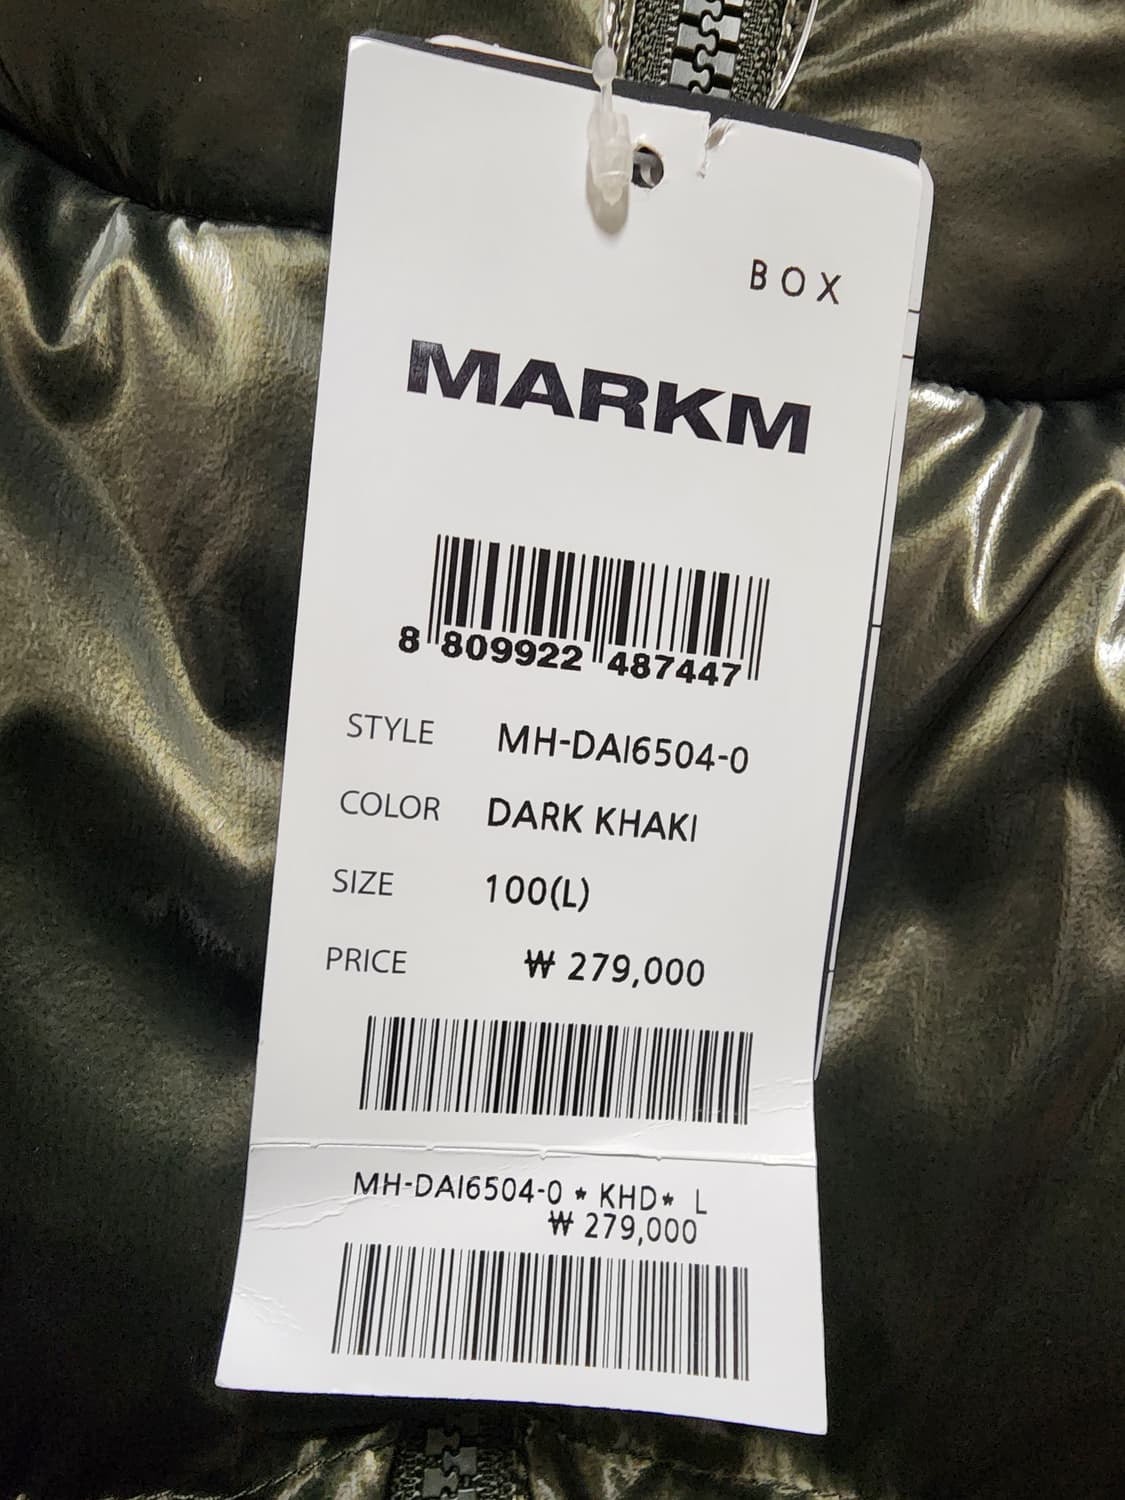 BOX
MARKM
8 809922 487447
STYLE MH-DAI6504-0
COLOR DARK KHAKI
SIZE 100(L)
PRICE ₩ 279,000
MH-DAI6504-0 * KHD* L
₩ 279,000